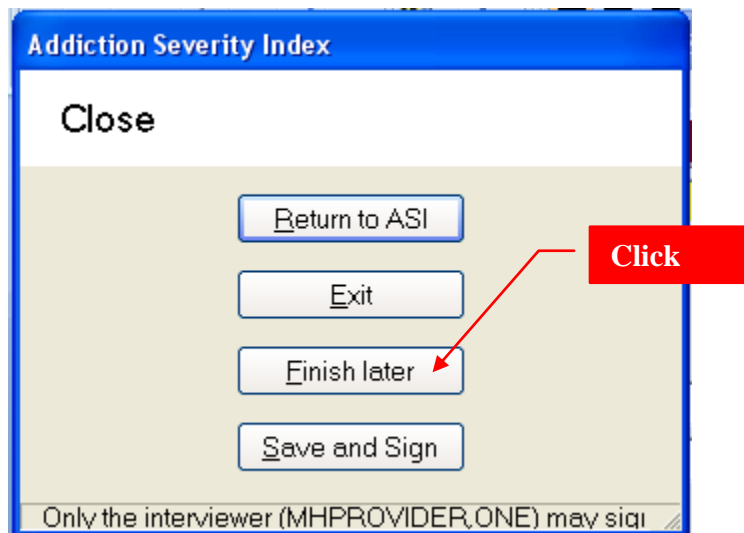 Addiction Severity Index
Close
Return to ASI
Click
Exit
Finish later
Save and Sign
Only the interviewer (MHPROVIDER,ONE) may